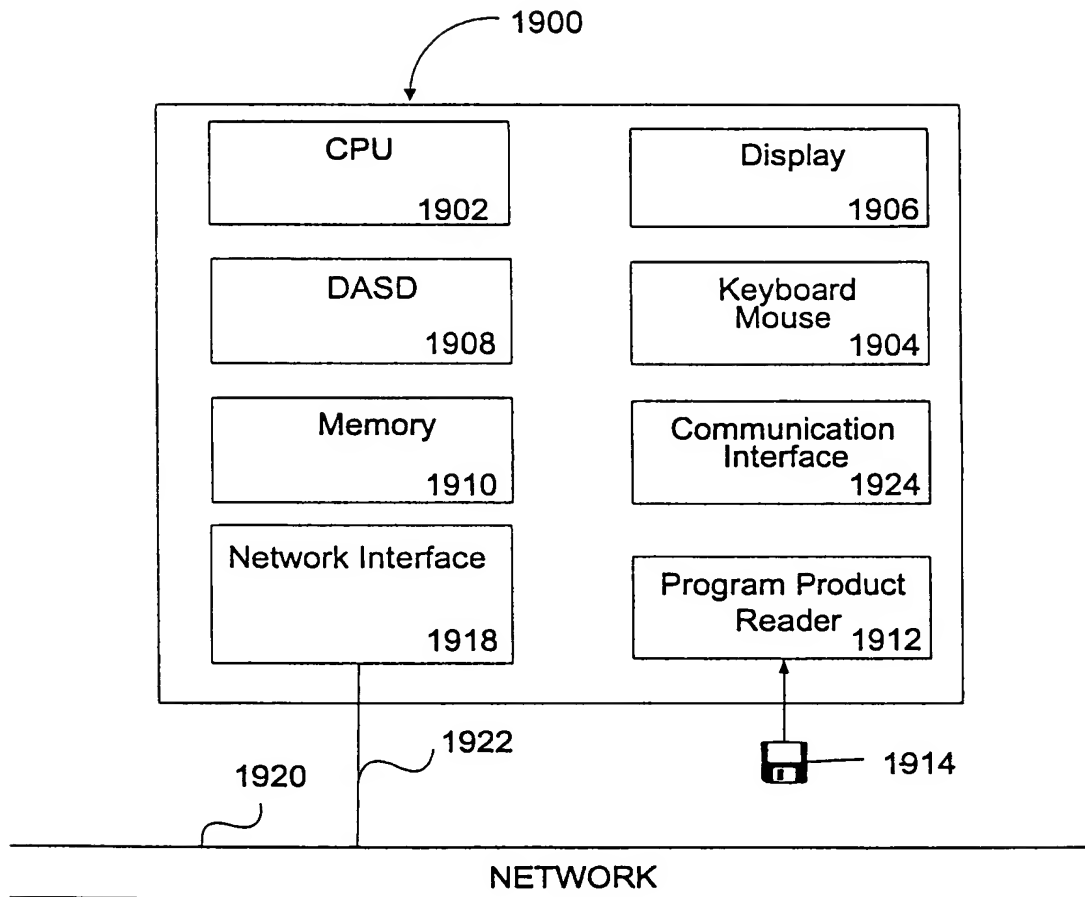 1900
CPU
1902
Display
1906
DASD
1908
Keyboard
Mouse
1904
Memory
1910
Communication
Interface
1924
Network Interface
1918
Program Product
Reader
1912
1922
1914
1920
NETWORK